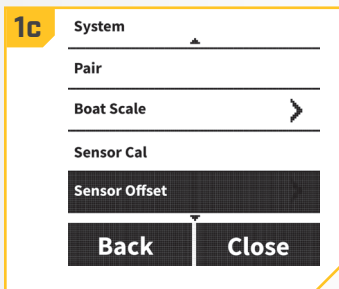 1c
System
Pair
Boat Scale
Sensor Cal
Sensor Offset
Back Close